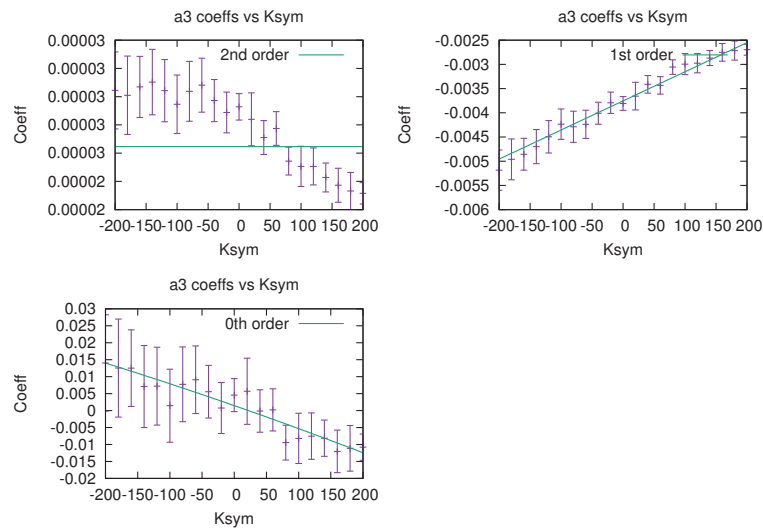 a3 coeffs vs Ksym
0.00003
0.00003
0.00003
0.00003
0.00003
0.00002
0.00002
-200-150-100 -50 0 50 100 150 200
Coeff
Ksym
2nd order
a3 coeffs vs Ksym
-0.0025
-0.003
-0.0035
-0.004
-0.0045
-0.005
-0.0055
-0.006
-200-150-100 -50 0 50 100 150 200
Coeff
Ksym
1st order
a3 coeffs vs Ksym
0.03
0.025
0.02
0.015
0.01
0.005
0
-0.005
-0.01
-0.015
-0.02
-200-150-100 -50 0 50 100 150 200
Coeff
Ksym
0th order